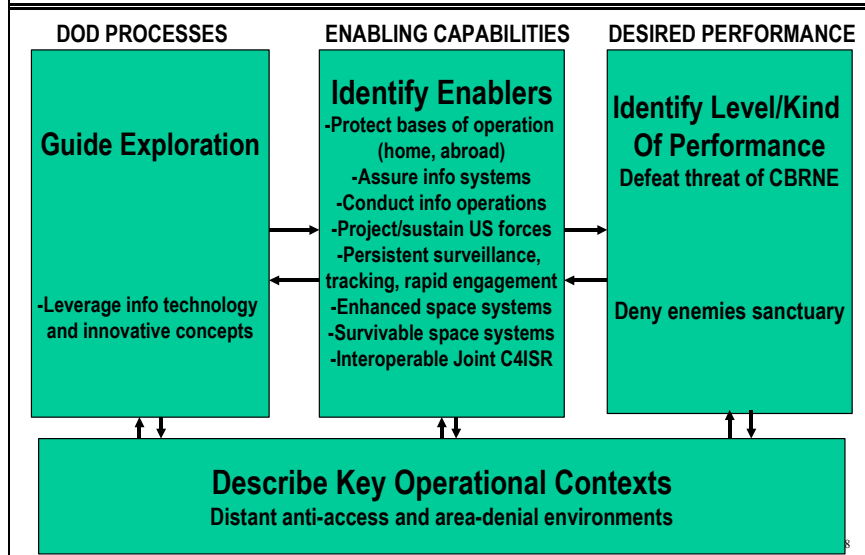 DOD PROCESSES
ENABLING CAPABILITIES
DESIRED PERFORMANCE
Guide Exploration
-Leverage info technology
and innovative concepts
Identify Enablers
-Protect bases of operation
(home, abroad)
-Assure info systems
-Conduct info operations
-Project/sustain US forces
-Persistent surveillance,
tracking, rapid engagement
-Enhanced space systems
-Survivable space systems
-Interoperable Joint C4ISR
Identify Level/Kind
Of Performance
Defeat threat of CBRNE
Deny enemies sanctuary
Describe Key Operational Contexts
Distant anti-access and area-denial environments
8